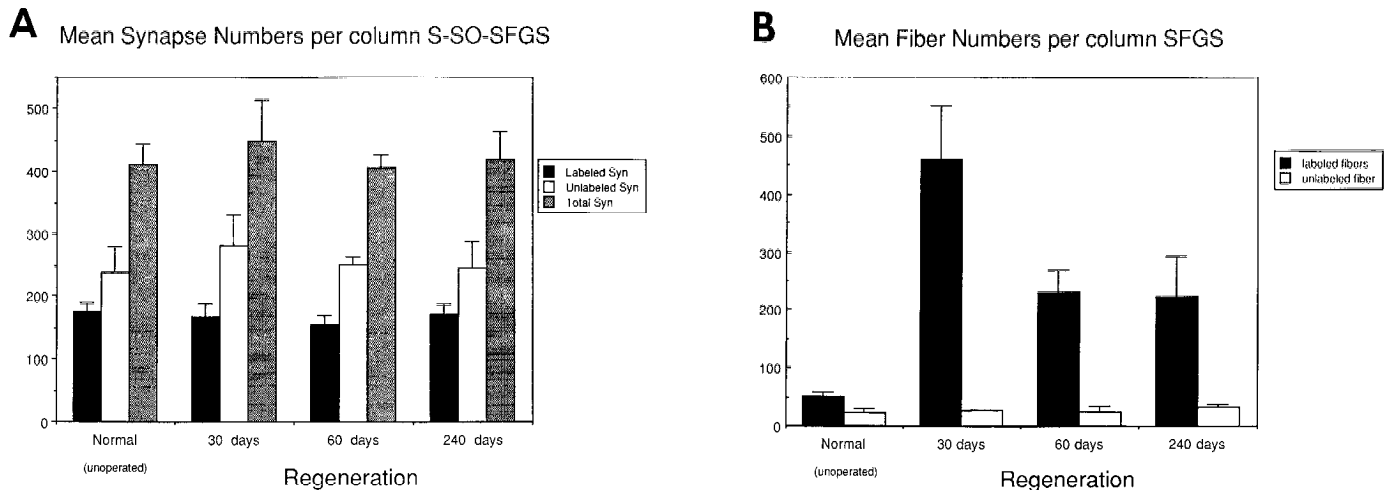 A
Mean Synapse Numbers per column S-SO-SFGS
500
400
300
200
100
0
Normal
(unoperated)
30 days
60 days
240 days
Regeneration
Labeled Syn
Unlabeled Syn
Total Syn
B
Mean Fiber Numbers per column SFGS
600
500
400
300
200
100
50
0
Normal
(unoperated)
30 days
60 days
240 days
Regeneration
labeled fibers
unlabeled fiber